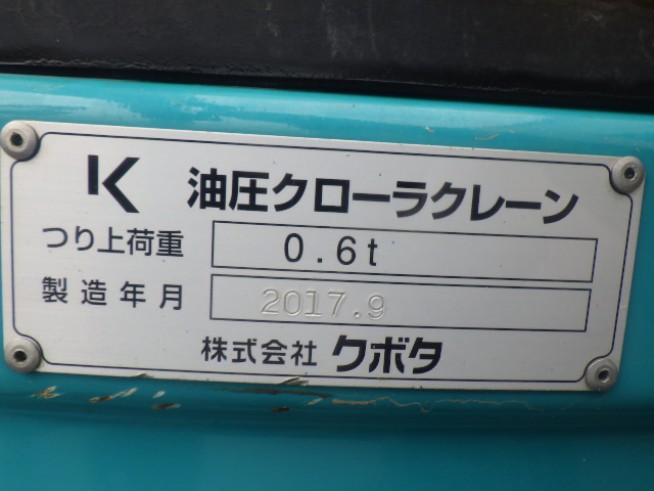 K 油圧クローラクレーン
つり上荷重 0.6t
製造年月 2017.9
株式会社 クボタ